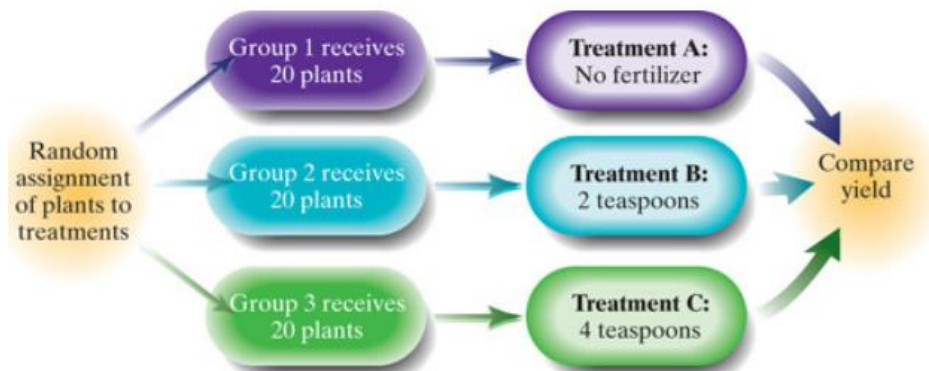 Random
assignment
of plants to
treatments
Group 1 receives
20 plants
Treatment A:
No fertilizer
Group 2 receives
20 plants
Treatment B:
2 teaspoons
Group 3 receives
20 plants
Treatment C:
4 teaspoons
Compare
yield